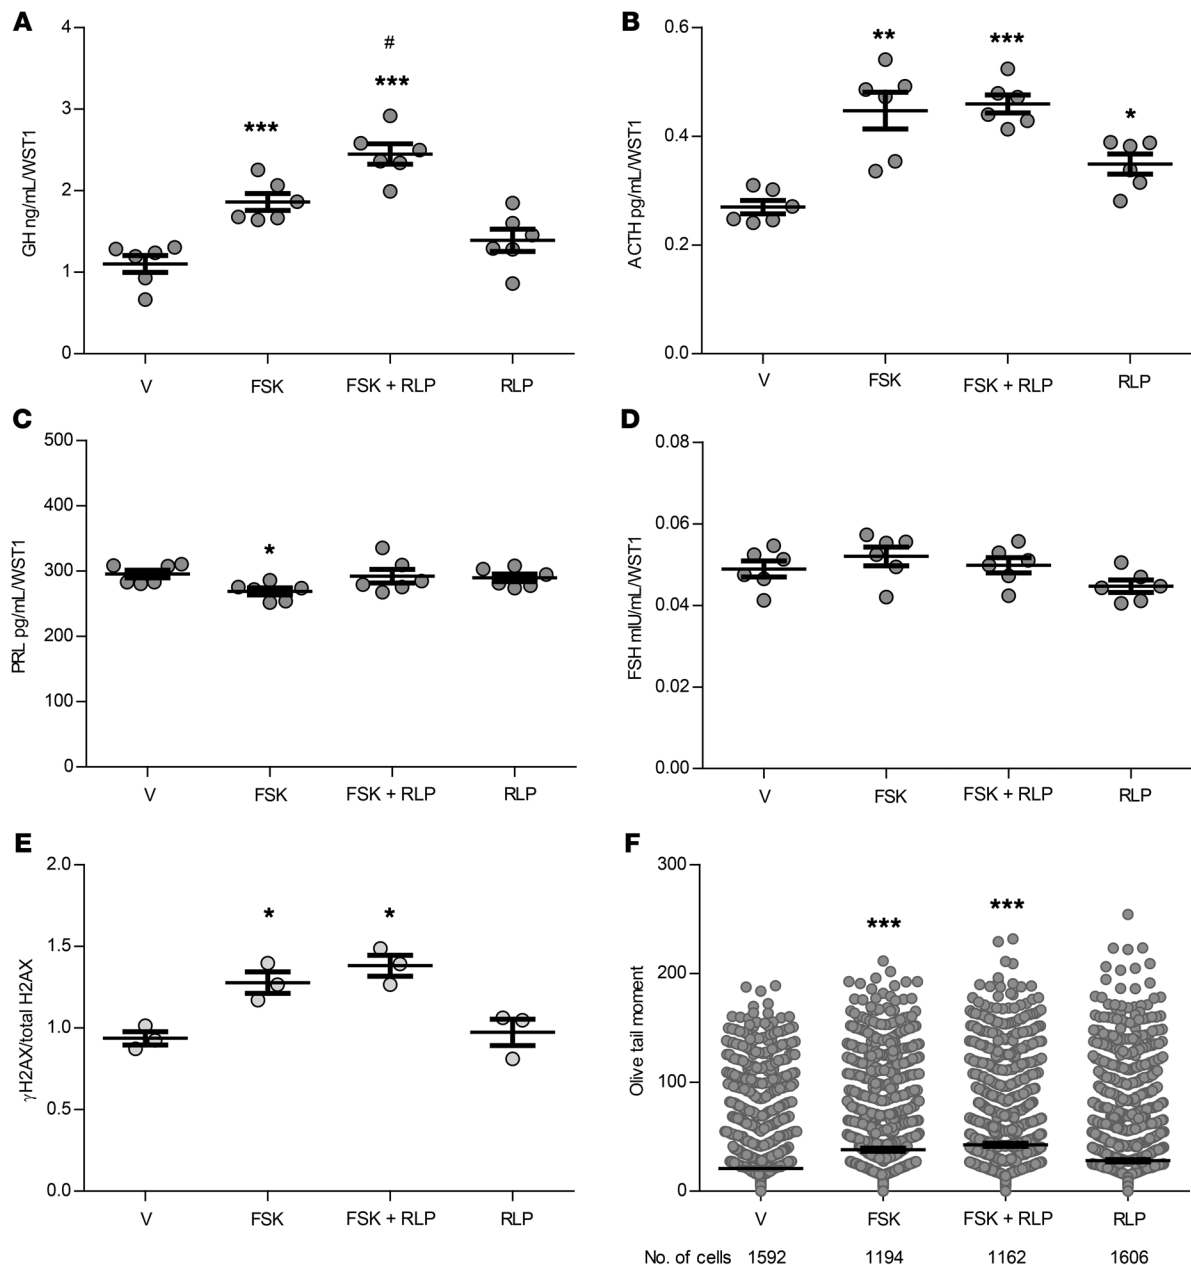 A
GH ng/mL/WST1
4
3
2
1
0
***
#
***
V
FSK
FSK + RLP
RLP
B
ACTH pg/mL/WST1
0.6
0.4
0.2
0.0
**
***
*
V
FSK
FSK + RLP
RLP
C
PRL pg/mL/WST1
500
400
300
200
100
0
*
V
FSK
FSK + RLP
RLP
D
FSH mIU/mL/WST1
0.08
0.06
0.04
0.02
0.00
V
FSK
FSK + RLP
RLP
E
γH2AX/total H2AX
2.0
1.5
1.0
0.5
0.0
*
*
V
FSK
FSK + RLP
RLP
F
Olive tail moment
300
200
100
0
***
***
V
FSK
FSK + RLP
RLP
No. of cells 1592 1194 1162 1606